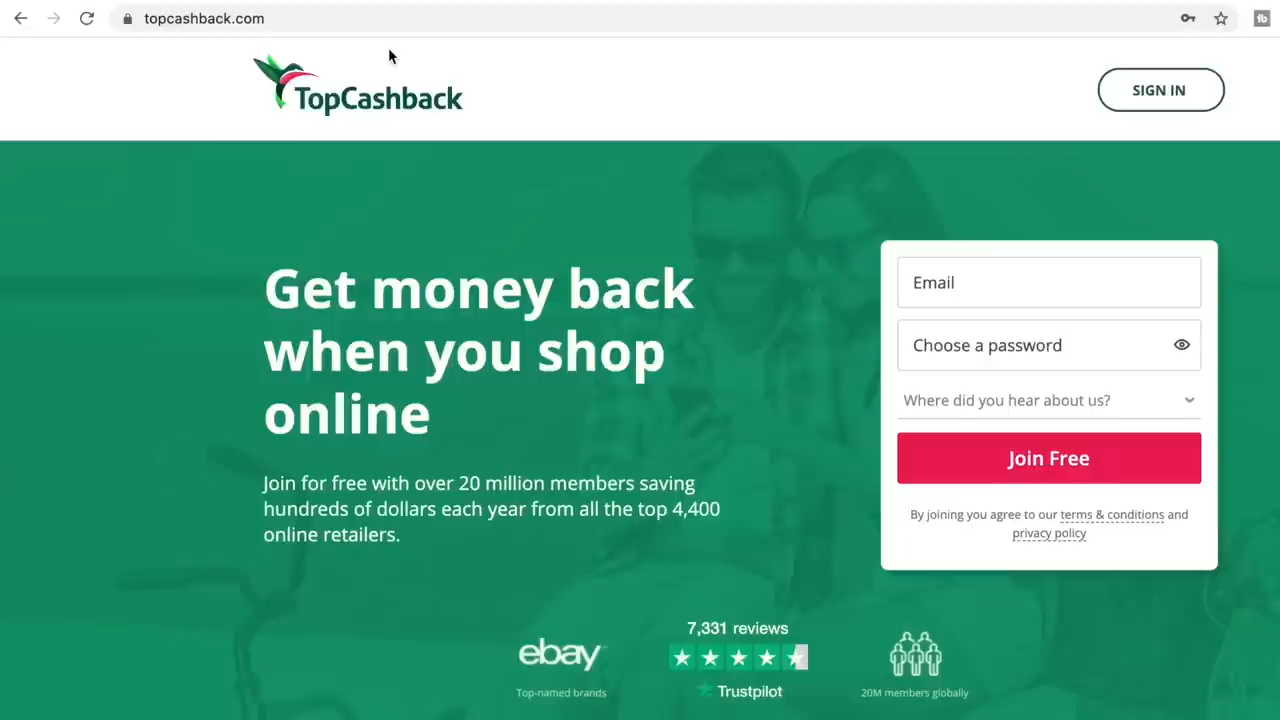 topcashback.com
tb
TopCashback
SIGN IN
Get money back
when you shop
online
Join for free with over 20 million members saving
hundreds of dollars each year from all the top 4,400
online retailers.
Email
Choose a password
Where did you hear about us?
Join Free
By joining you agree to our terms & conditions and
privacy policy
ebay
Top-named brands
7,331 reviews
Trustpilot
20M members globally